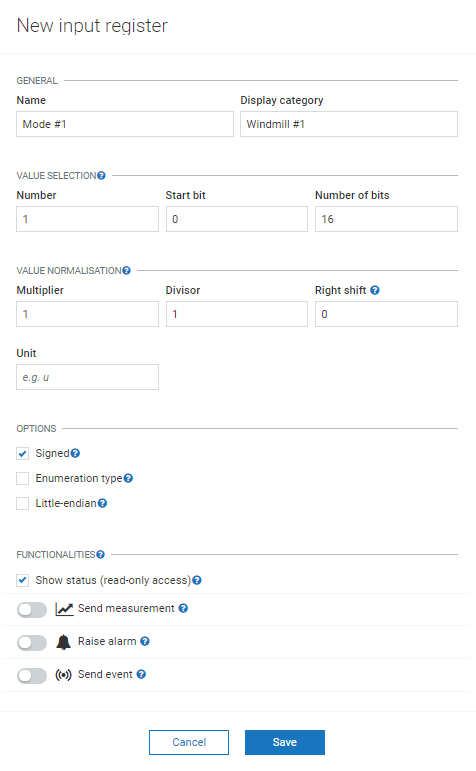 New input register
GENERAL
Name Display category
Mode #1 Windmill #1
VALUE SELECTION
Number Start bit Number of bits
1 0 16
VALUE NORMALISATION
Multiplier Divisor Right shift
1 1 0
Unit
e.g. u
OPTIONS
Signed
Enumeration type
Little-endian
FUNCTIONALITIES
Show status (read-only access)
Send measurement
Raise alarm
Send event
Cancel Save